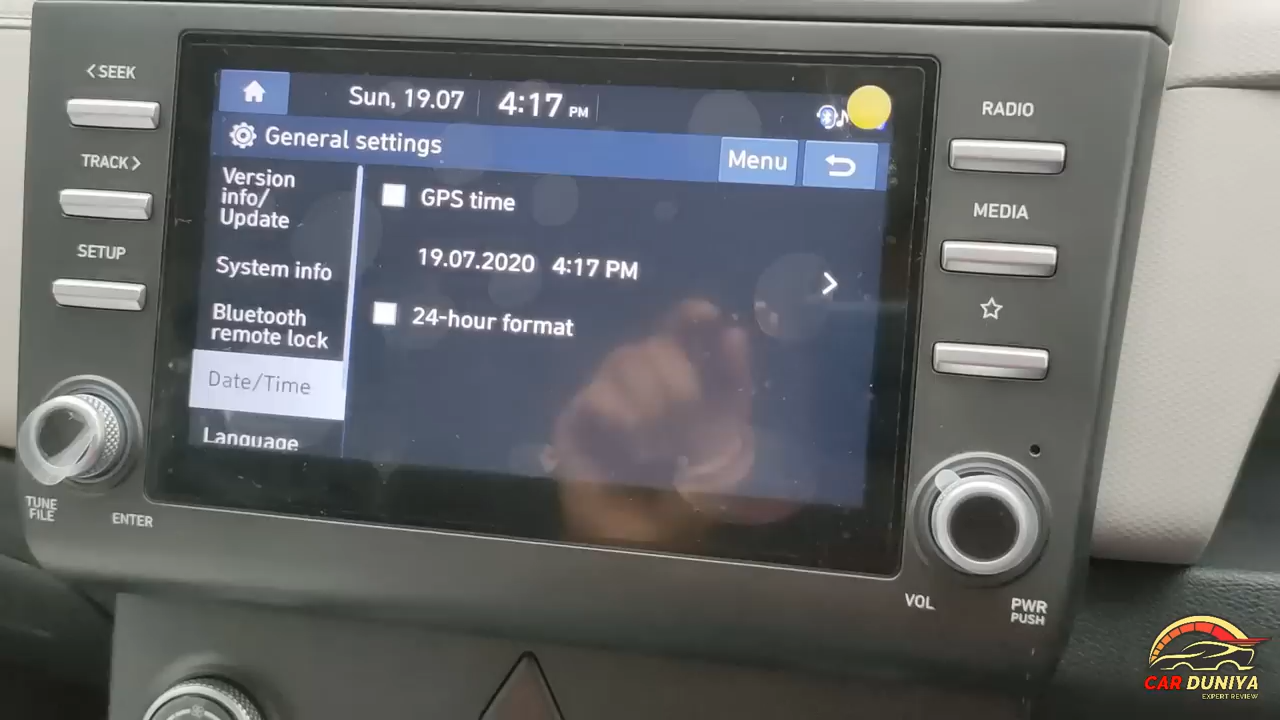 < SEEK
TRACK >
SETUP
TUNE
FILE
ENTER
Sun, 19.07
4:17 PM
General settings
Menu
Version
info/
Update
System info
Bluetooth
remote lock
Date/Time
Language
GPS time
19.07.2020 4:17 PM
24-hour format
RADIO
MEDIA
VOL
PWR
PUSH
CAR DUNIYA
EXPERT REVIEW